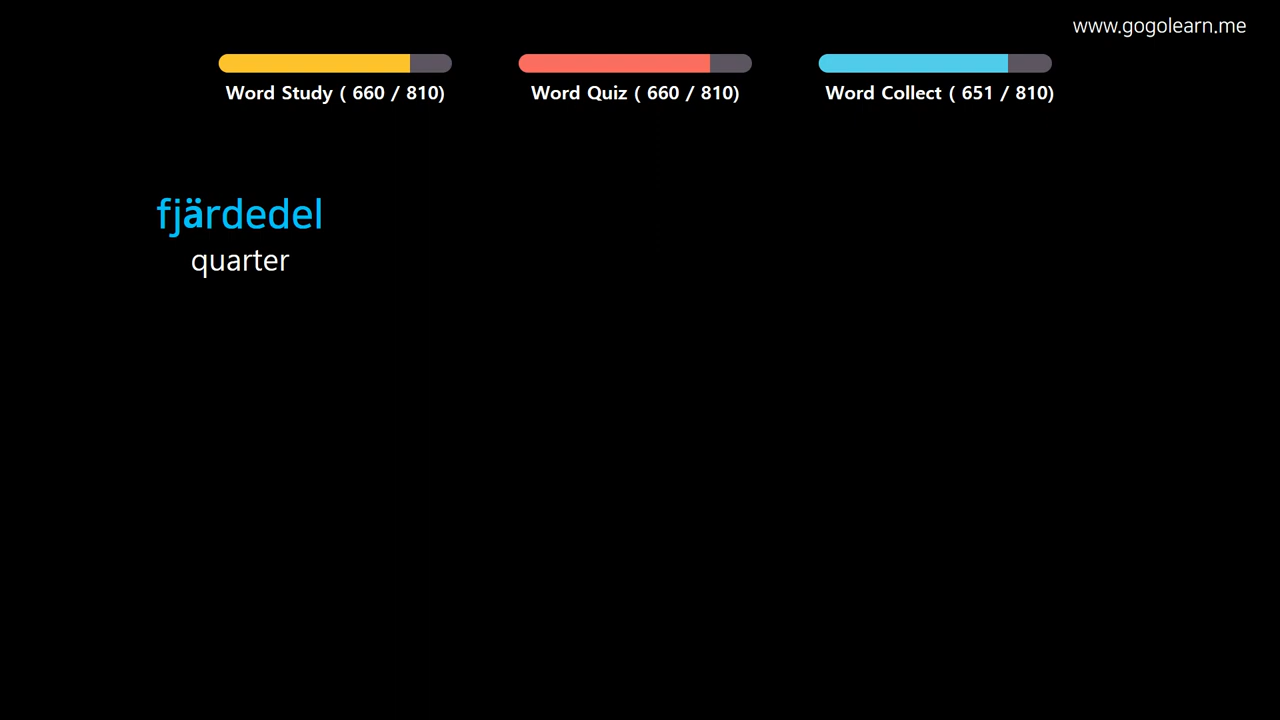 www.gogolearn.me
Word Study ( 660 / 810)
Word Quiz ( 660 / 810)
Word Collect ( 651 / 810)
fjärdedel
quarter